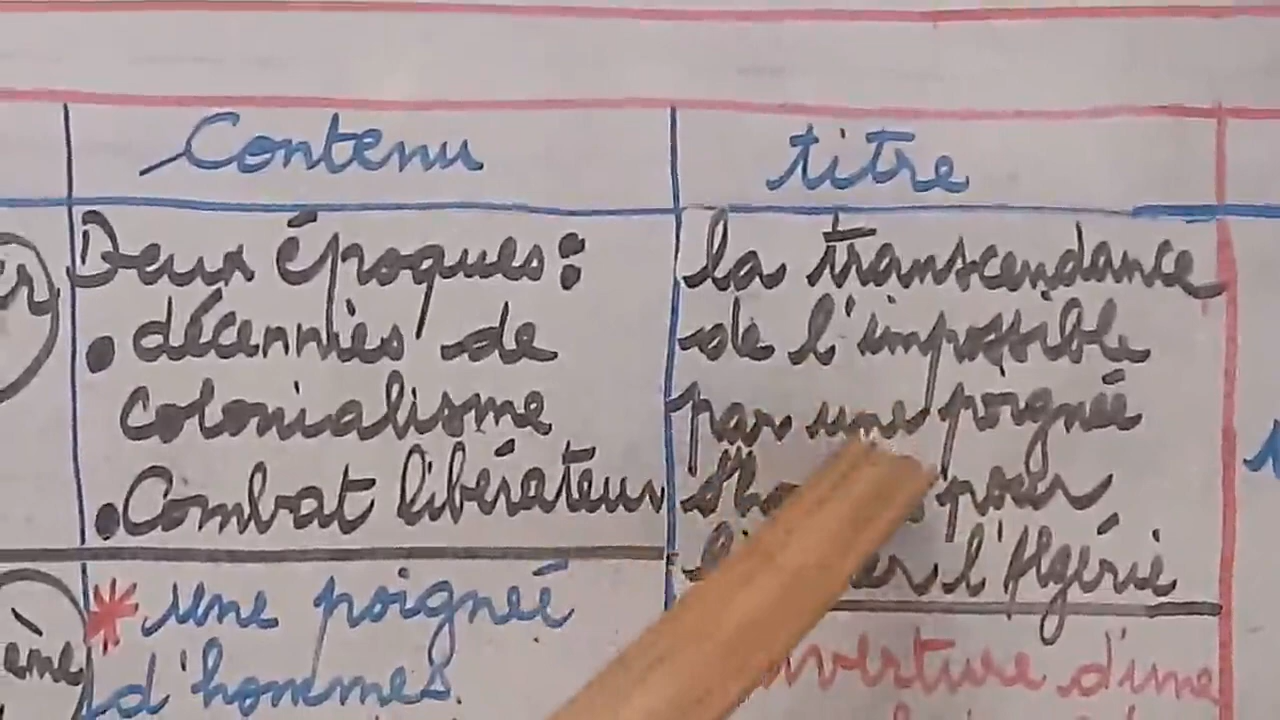 Contenu
titre
Deux époques:
• décennies de
colonialisme
• Combat libérateur
la transcendance
de l'impossible
par une poignée
pour
l'Algérie
* une poignée
d'hommes
d'une